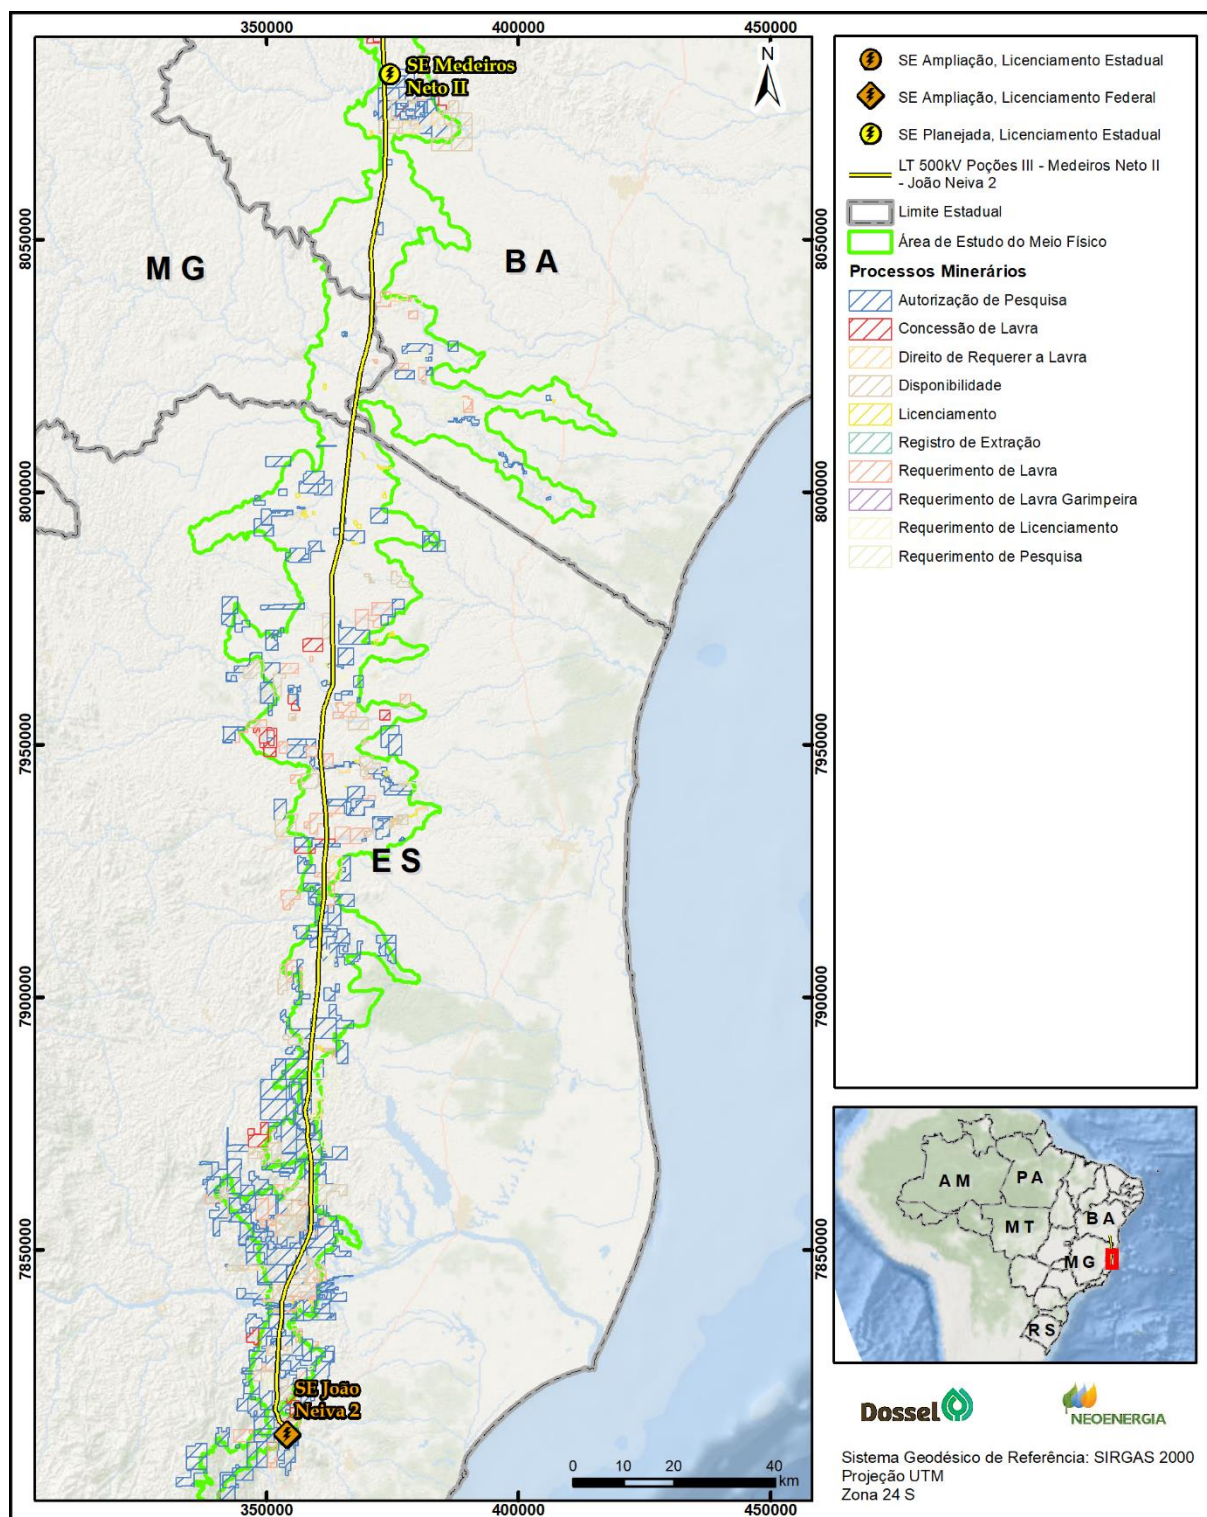 350000
400000
450000
N
SE Medeiros
Neto II
8050000
8050000
M G
B A
8000000
8000000
7950000
7950000
E S
7900000
7900000
7850000
7850000
SE João
Neiva 2
0 10 20 40
km
350000
400000
450000
SE Ampliação, Licenciamento Estadual
SE Ampliação, Licenciamento Federal
SE Planejada, Licenciamento Estadual
LT 500kV Poções III - Medeiros Neto II
- João Neiva 2
Limite Estadual
Área de Estudo do Meio Físico
Processos Minerários
Autorização de Pesquisa
Concessão de Lavra
Direito de Requerer a Lavra
Disponibilidade
Licenciamento
Registro de Extração
Requerimento de Lavra
Requerimento de Lavra Garimpeira
Requerimento de Licenciamento
Requerimento de Pesquisa
A M
P A
M T
B A
M G
R S
Dossel
NEOENERGIA
Sistema Geodésico de Referência: SIRGAS 2000
Projeção UTM
Zona 24 S